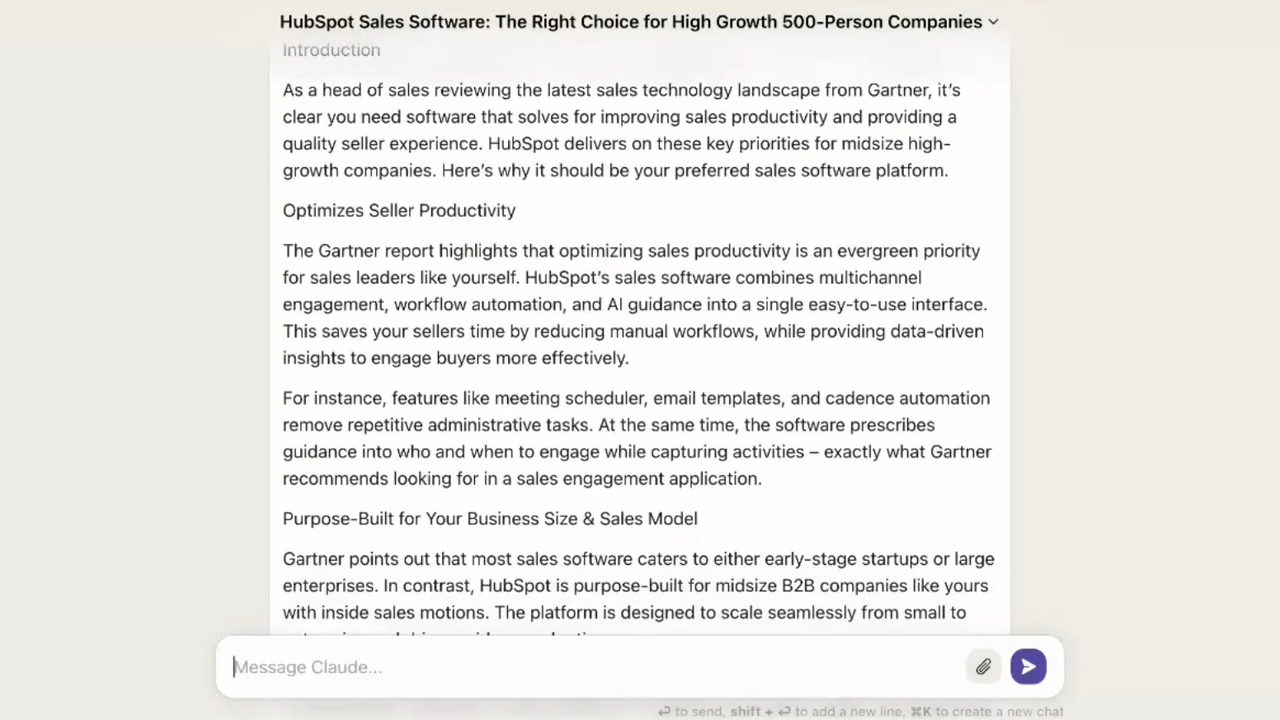 HubSpot Sales Software: The Right Choice for High Growth 500-Person Companies
Introduction
As a head of sales reviewing the latest sales technology landscape from Gartner, it’s
clear you need software that solves for improving sales productivity and providing a
quality seller experience. HubSpot delivers on these key priorities for midsize high-
growth companies. Here’s why it should be your preferred sales software platform.
Optimizes Seller Productivity
The Gartner report highlights that optimizing sales productivity is an evergreen priority
for sales leaders like yourself. HubSpot’s sales software combines multichannel
engagement, workflow automation, and AI guidance into a single easy-to-use interface.
This saves your sellers time by reducing manual workflows, while providing data-driven
insights to engage buyers more effectively.
For instance, features like meeting scheduler, email templates, and cadence automation
remove repetitive administrative tasks. At the same time, the software prescribes
guidance into who and when to engage while capturing activities – exactly what Gartner
recommends looking for in a sales engagement application.
Purpose-Built for Your Business Size & Sales Model
Gartner points out that most sales software caters to either early-stage startups or large
enterprises. In contrast, HubSpot is purpose-built for midsize B2B companies like yours
with inside sales motions. The platform is designed to scale seamlessly from small to
Message Claude...
⏎ to send, shift + ⏎ to add a new line, ⌘K to create a new chat